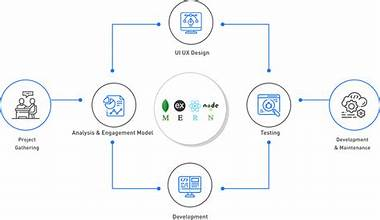 UI UX Design
ex
node
M E R N
Project
Gathering
Analysis & Engagement Model
Testing
Development
& Maintenance
Development